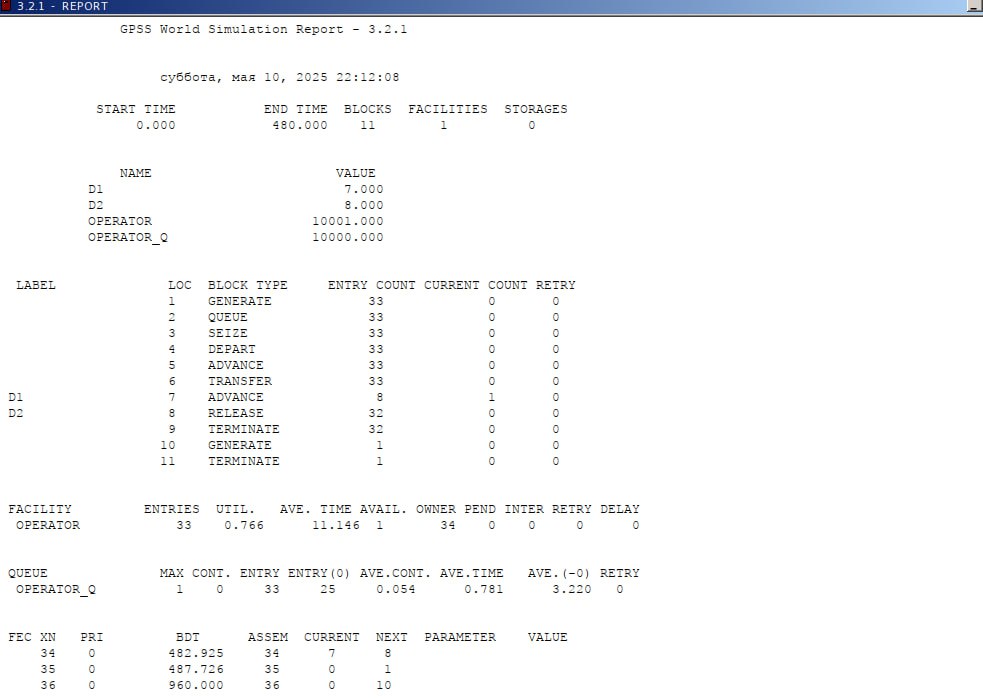 3.2.1 - REPORT
GPSS World Simulation Report - 3.2.1
суббота, мая 10, 2025 22:12:08
START TIME END TIME BLOCKS FACILITIES STORAGES
0.000 480.000 11 1 0
NAME VALUE
D1 7.000
D2 8.000
OPERATOR 10001.000
OPERATOR_Q 10000.000
LABEL LOC BLOCK TYPE ENTRY COUNT CURRENT COUNT RETRY
1 GENERATE 33 0 0
2 QUEUE 33 0 0
3 SEIZE 33 0 0
4 DEPART 33 0 0
5 ADVANCE 33 0 0
6 TRANSFER 33 0 0
D1 7 ADVANCE 8 1 0
D2 8 RELEASE 32 0 0
9 TERMINATE 32 0 0
10 GENERATE 1 0 0
11 TERMINATE 1 0 0
FACILITY ENTRIES UTIL. AVE. TIME AVAIL. OWNER PEND INTER RETRY DELAY
OPERATOR 33 0.766 11.146 1 34 0 0 0 0
QUEUE MAX CONT. ENTRY ENTRY(0) AVE.CONT. AVE.TIME AVE.(-0) RETRY
OPERATOR_Q 1 0 33 25 0.054 0.781 3.220 0
FEC XN PRI BDT ASSEM CURRENT NEXT PARAMETER VALUE
34 0 482.925 34 7 8
35 0 487.726 35 0 1
36 0 960.000 36 0 10